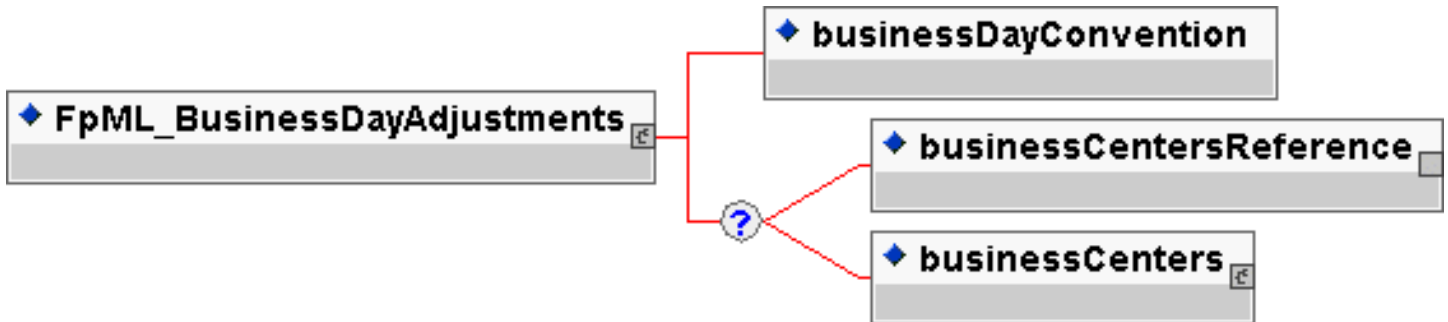 businessDayConvention
FpML_BusinessDayAdjustments
businessCentersReference
?
businessCenters